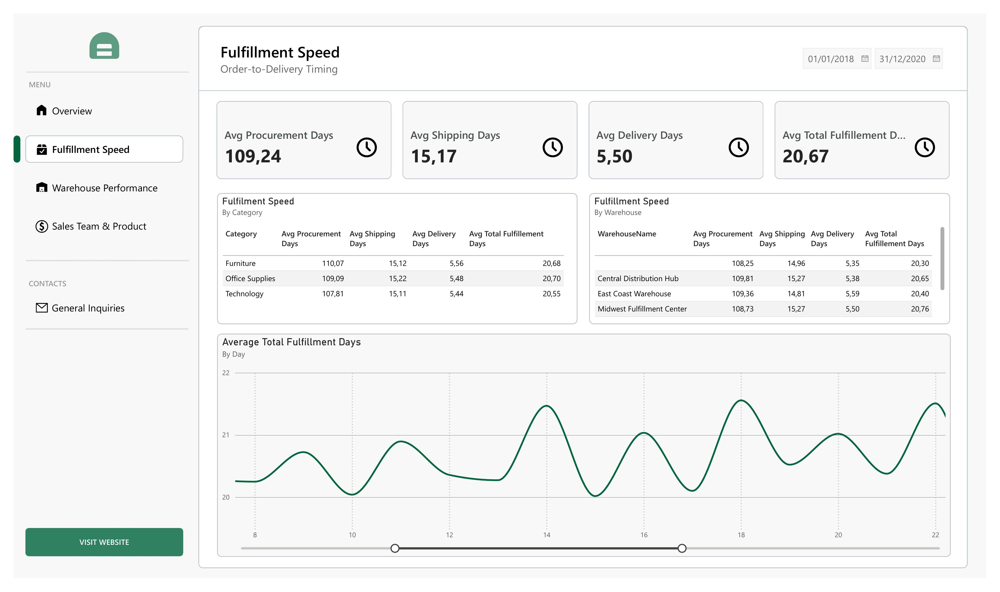 MENU
Overview
Fulfillment Speed
Warehouse Performance
Sales Team & Product
CONTACTS
General Inquiries
VISIT WEBSITE
Fulfillment Speed
Order-to-Delivery Timing
01/01/2018 31/12/2020
Avg Procurement Days
109,24
Avg Shipping Days
15,17
Avg Delivery Days
5,50
Avg Total Fulfillement D...
20,67
Fulfilment Speed
By Category
Category Avg Procurement Days Avg Shipping Days Avg Delivery Days Avg Total Fulfillement Days
Furniture 110,07 15,12 5,56 20,68
Office Supplies 109,09 15,22 5,48 20,70
Technology 107,81 15,11 5,44 20,55
Fulfillment Speed
By Warehouse
WarehouseName Avg Procurement Days Avg Shipping Days Avg Delivery Days Avg Total Fulfillement Days
108,25 14,96 5,35 20,30
Central Distribution Hub 109,81 15,27 5,38 20,65
East Coast Warehouse 109,36 14,81 5,59 20,40
Midwest Fulfillment Center 108,73 15,27 5,50 20,76
Average Total Fulfillment Days
By Day
22
21
20
8 10 12 14 16 18 20 22